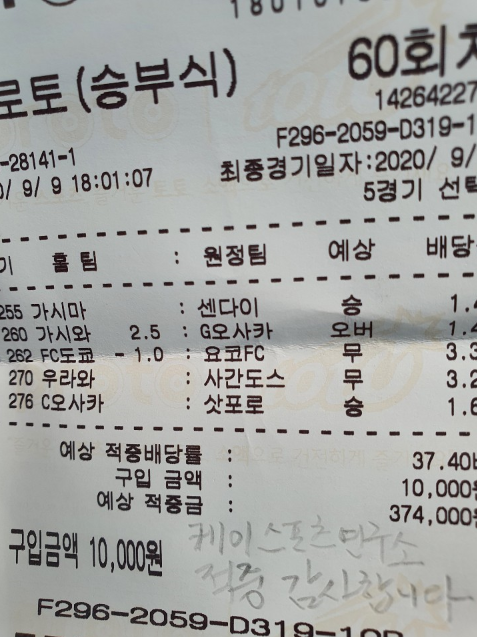 로토(승부식) 60회차
14264227
F296-2059-D319-1
-28141-1
최종경기일자:2020/ 9/
0/ 9/ 9 18:01:07
5경기 선택
기 홈 팀 : 원정팀 예상 배당
255 가시마 : 센다이 승 1.4
260 가시와 2.5 : G오사카 오버 1.4
262 FC도쿄 - 1.0 : 요코FC 무 3.3
270 우라와 : 사간도스 무 3.2
276 C오사카 : 삿포로 승 1.6
예상 적중배당률 : 37.40배
구입 금액 : 10,000원
예상 적중금 : 374,000원
구입금액 10,000원
케이스포츠연구소
적중 감사합니다
F296-2059-D319-10D